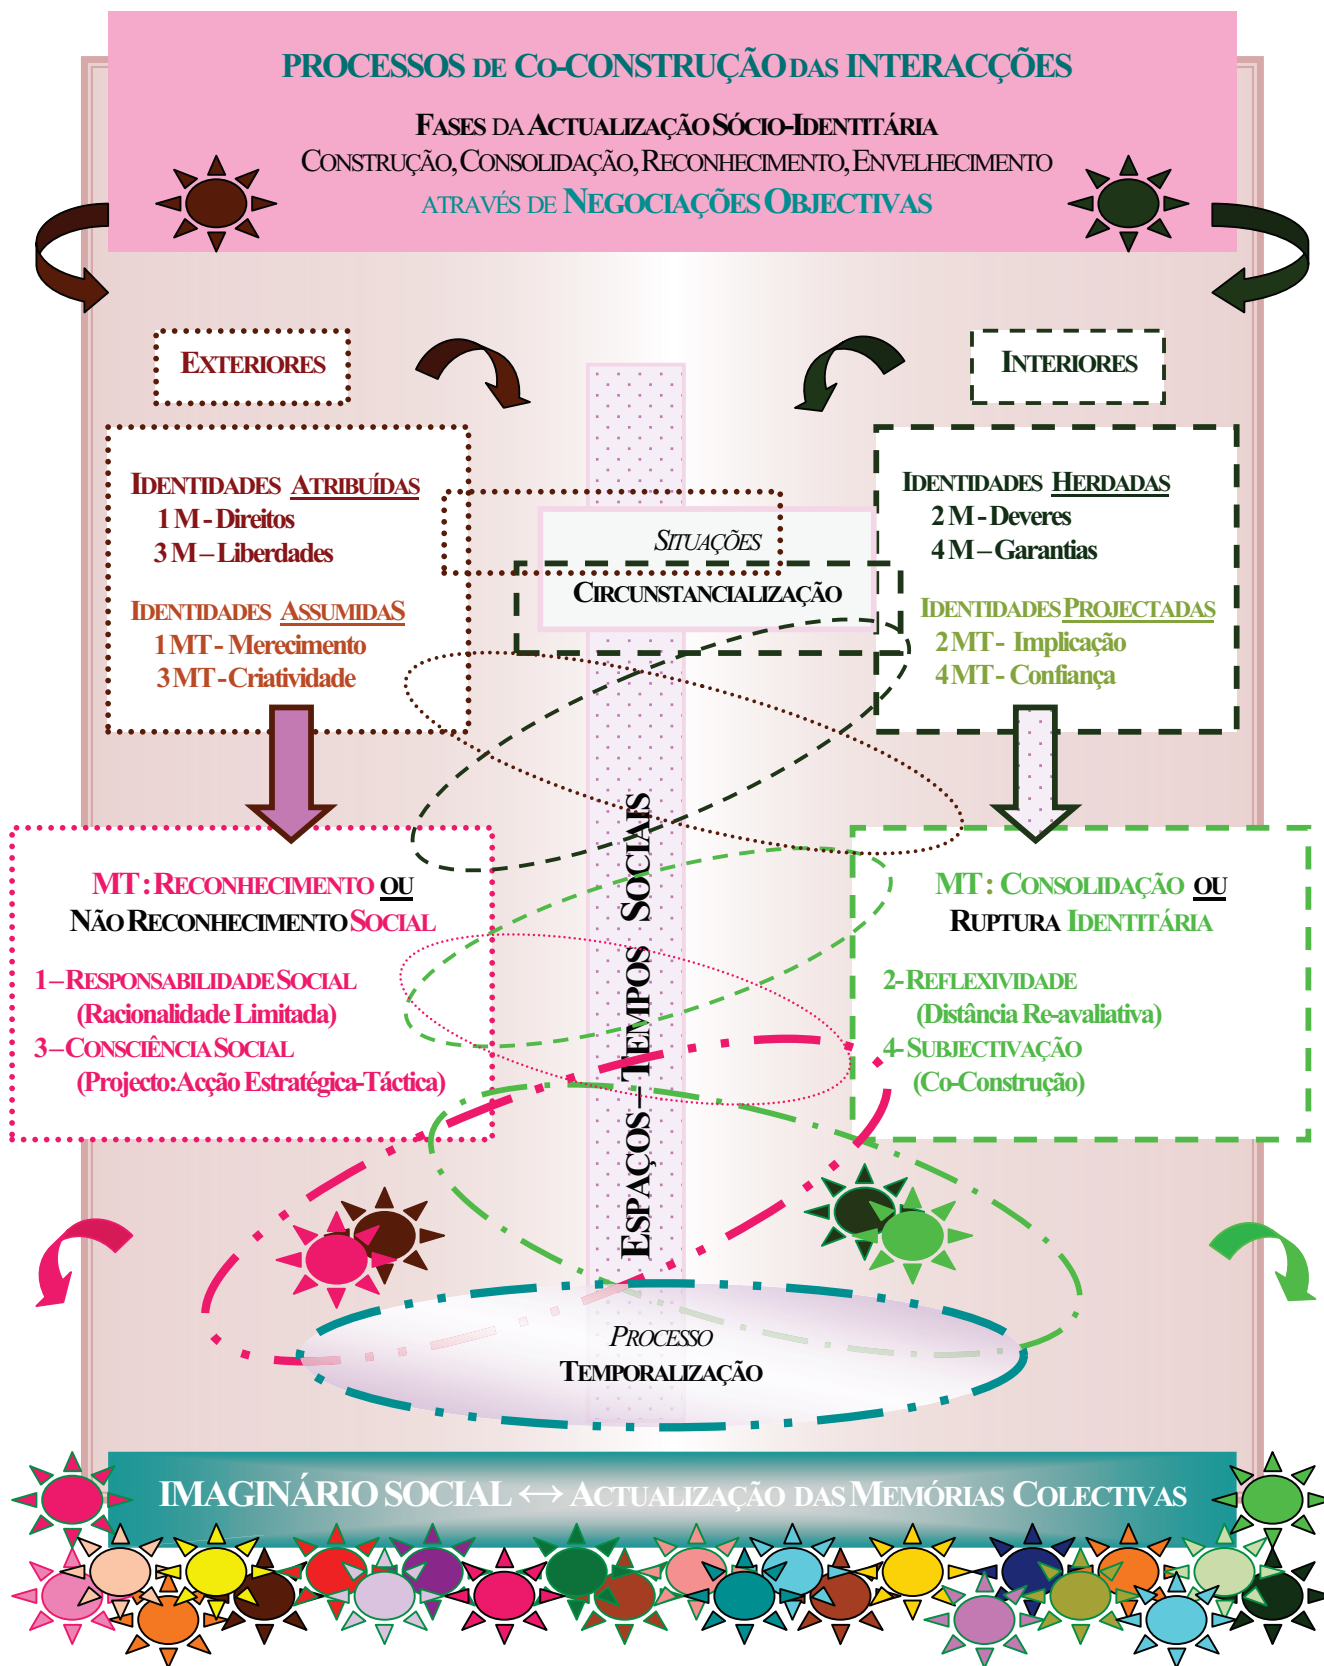 PROCESSOS DE CO-CONSTRUÇÃO DAS INTERACÇÕES
FASES DA ACTUALIZAÇÃO SÓCIO-IDENTITÁRIA
CONSTRUÇÃO, CONSOLIDAÇÃO, RECONHECIMENTO, ENVELHECIMENTO
ATRAVÉS DE NEGOCIAÇÕES OBJECTIVAS
EXTERIORES
INTERIORES
IDENTIDADES ATRIBUÍDAS
1 M - Direitos
3 M – Liberdades
IDENTIDADES ASSUMIDAS
1 MT - Merecimento
3 MT - Criatividade
IDENTIDADES HERDADAS
2 M - Deveres
4 M – Garantias
IDENTIDADES PROJECTADAS
2 MT - Implicação
4 MT - Confiança
SITUAÇÕES
CIRCUNSTANCIALIZAÇÃO
ESPAÇOS – TEMPOS SOCIAIS
MT : RECONHECIMENTO OU
NÃO RECONHECIMENTO SOCIAL
1 – RESPONSABILIDADE SOCIAL
(Racionalidade Limitada)
3 – CONSCIÊNCIA SOCIAL
(Projecto: Acção Estratégica-Táctica)
MT : CONSOLIDAÇÃO OU
RUPTURA IDENTITÁRIA
2- REFLEXIVIDADE
(Distância Re-avaliativa)
4- SUBJECTIVAÇÃO
(Co-Construção)
PROCESSO
TEMPORALIZAÇÃO
IMAGINÁRIO SOCIAL ↔ ACTUALIZAÇÃO DAS MEMÓRIAS COLECTIVAS